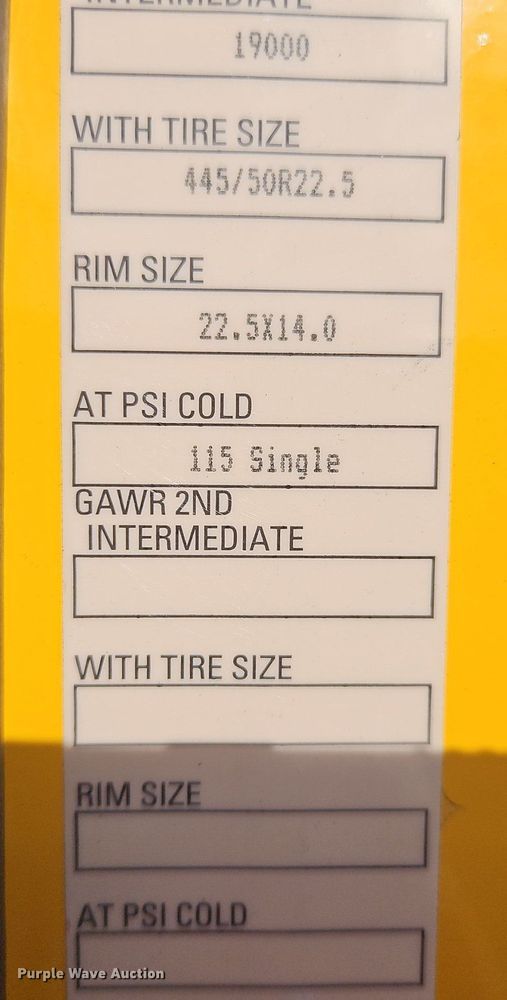 INTERMEDIATE
19000
WITH TIRE SIZE
445/50R22.5
RIM SIZE
22.5X14.0
AT PSI COLD
115 Single
GAWR 2ND
INTERMEDIATE
WITH TIRE SIZE
RIM SIZE
AT PSI COLD
Purple Wave Auction